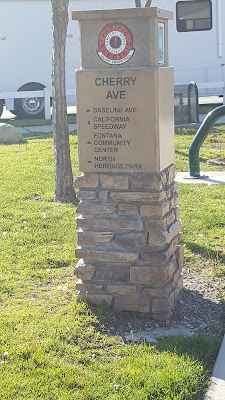 CHERRY
AVE
BASELINE AVE
CALIFORNIA
SPEEDWAY
FONTANA
COMMUNITY
CENTER
NORTH
HERITAGE PARK